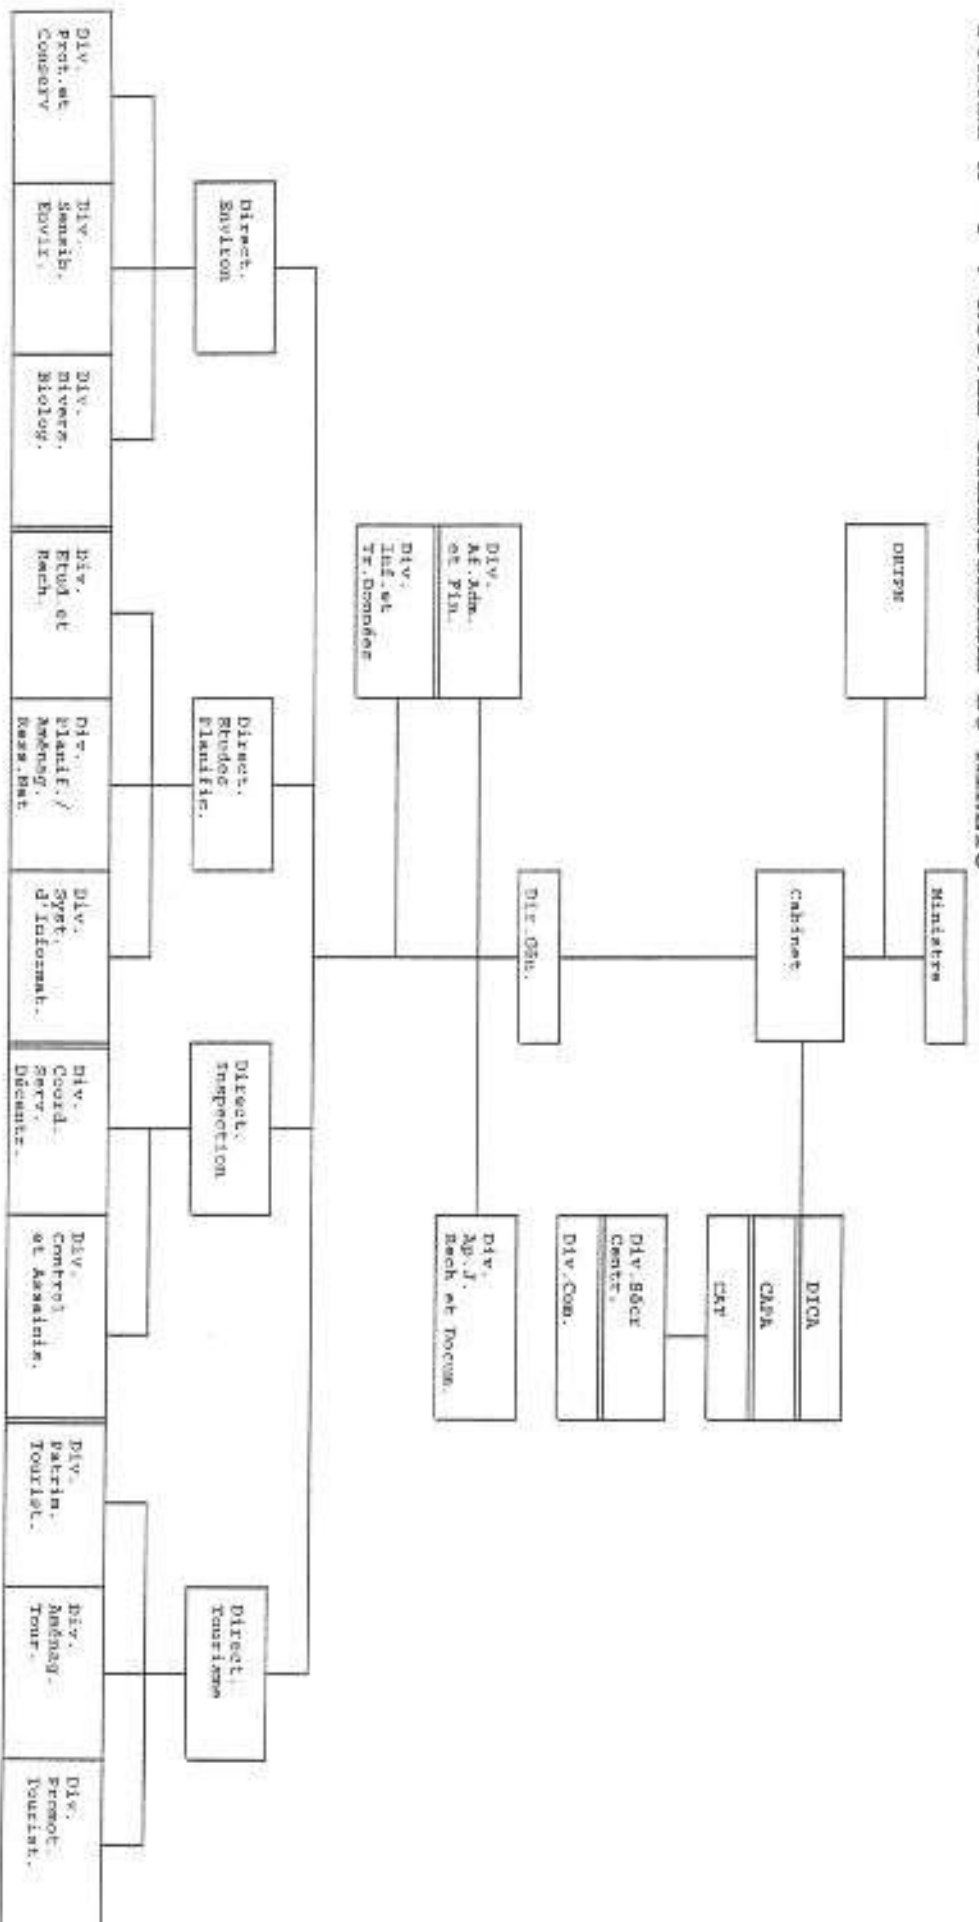 Ministre
DRTPN
Cabinet
DICA
CAPA
CAF
Div.Sécr
Centr.
Div.Com.
Dir.Gén.
Div.
Af.Adm.
et Fin.
Div.
Inf.et
Tr.Données
Div.
Ap.J.
Rech et Docum.
Direct.
Environ
Direct.
Etudes
Planific.
Direct.
Inspection
Direct.
Tourisme
Div.
Prot.et
Conserv
Div.
Sensib.
Envir.
Div.
Divers.
Biolog.
Div.
Etud.et
Rech.
Div.
Planif./
Aménag.
Ress.Nat
Div.
Syst.
d'Informat.
Div.
Coord.
Serv.
Décentr.
Div.
Control
et Assainis.
Div.
Patrim.
Tourist.
Div.
Aménag.
Tour.
Div.
Promot.
Tourist.